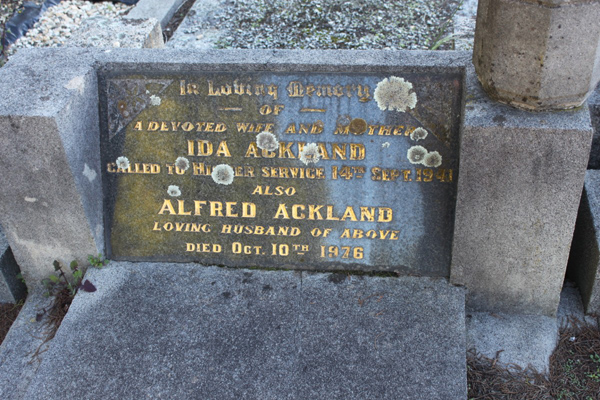 In Loving Memory
OF
A DEVOTED WIFE AND MOTHER
IDA ACKLAND
CALLED TO HIGHER SERVICE 14TH SEPT. 1941
ALSO
ALFRED ACKLAND
LOVING HUSBAND OF ABOVE
DIED OCT. 10TH